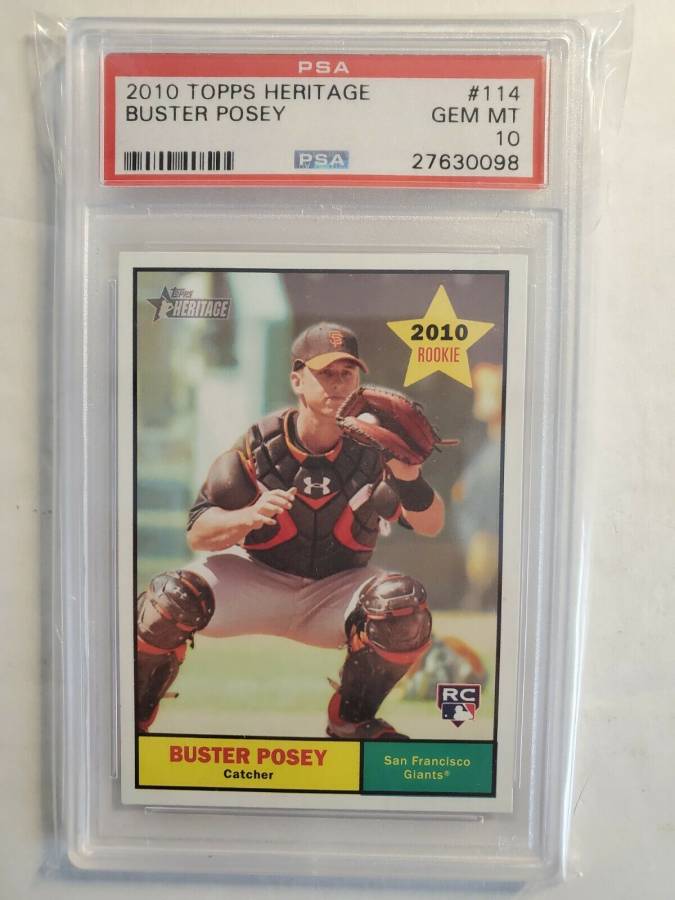 PSA
2010 TOPPS HERITAGE #114
BUSTER POSEY GEM MT
10
PSA 27630098
TOPPS
HERITAGE
2010
ROOKIE
SF
RC
BUSTER POSEY
Catcher
San Francisco
Giants®